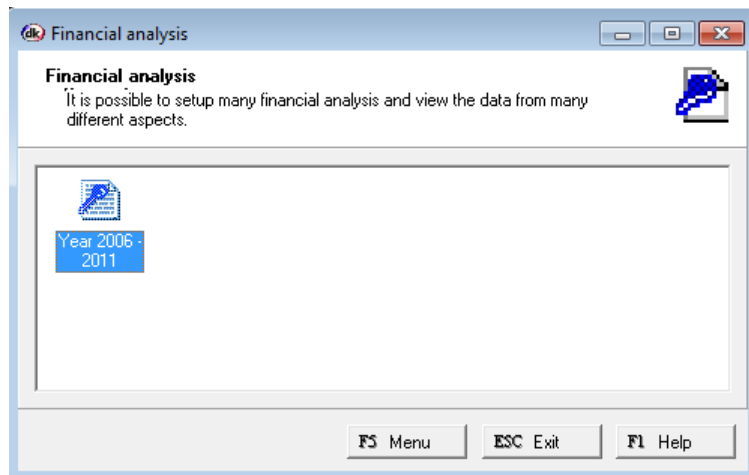 dk Financial analysis
Financial analysis
It is possible to setup many financial analysis and view the data from many
different aspects.
Year 2006 -
2011
F5 Menu ESC Exit F1 Help